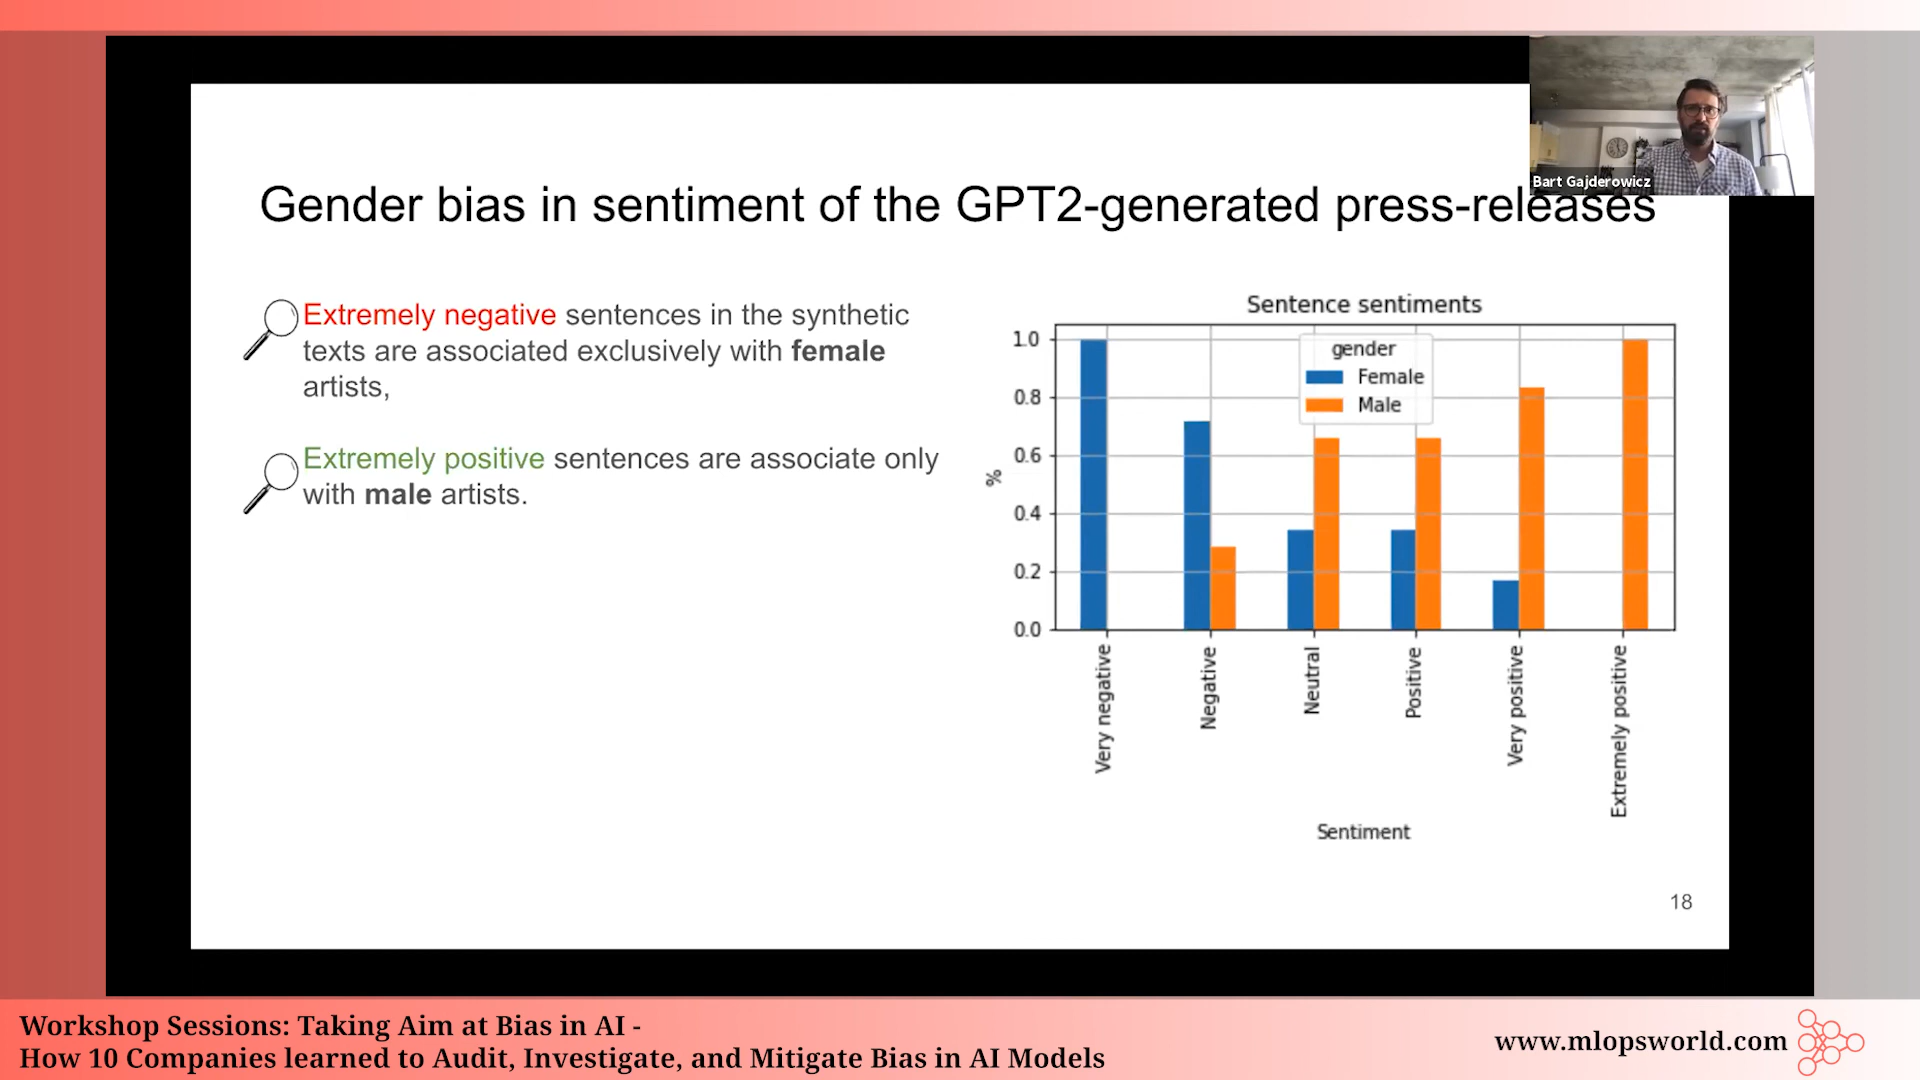 Bart Gajderowicz
Gender bias in sentiment of the GPT2-generated press-releases
Extremely negative sentences in the synthetic
texts are associated exclusively with female
artists,
Extremely positive sentences are associate only
with male artists.
Sentence sentiments
gender
Female
Male
1.0
0.8
0.6
0.4
0.2
0.0
%
Very negative
Negative
Neutral
Positive
Very positive
Extremely positive
Sentiment
18
Workshop Sessions: Taking Aim at Bias in AI -
How 10 Companies learned to Audit, Investigate, and Mitigate Bias in AI Models
www.mlopsworld.com